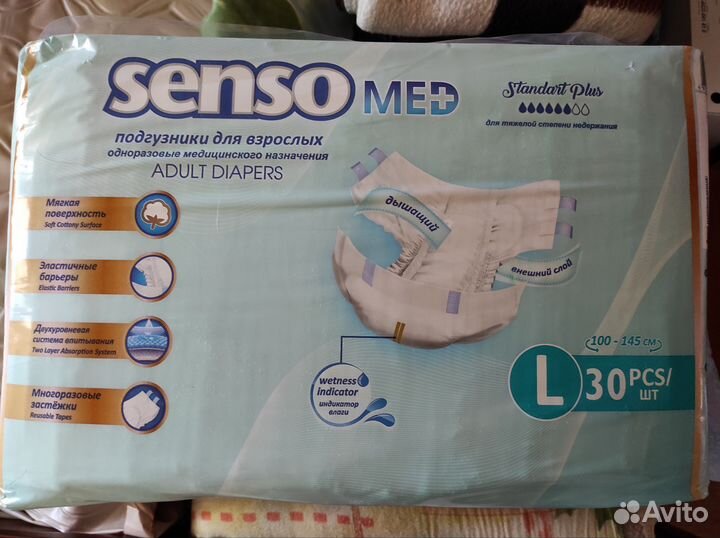 senso MED
Standart Plus
для тяжелой степени недержания
подгузники для взрослых
одноразовые медицинского назначения
ADULT DIAPERS
Мягкая
поверхность
Soft Cottony Surface
Эластичные
барьеры
Elastic Barriers
Двухуровневая
система впитывания
Two Layer Absorption System
Многоразовые
застёжки
Reusable Tapes
дышащий
внешний слой
wetness
indicator
индикатор
влаги
100 - 145 см
L 30 PCS/
ШТ
Avito